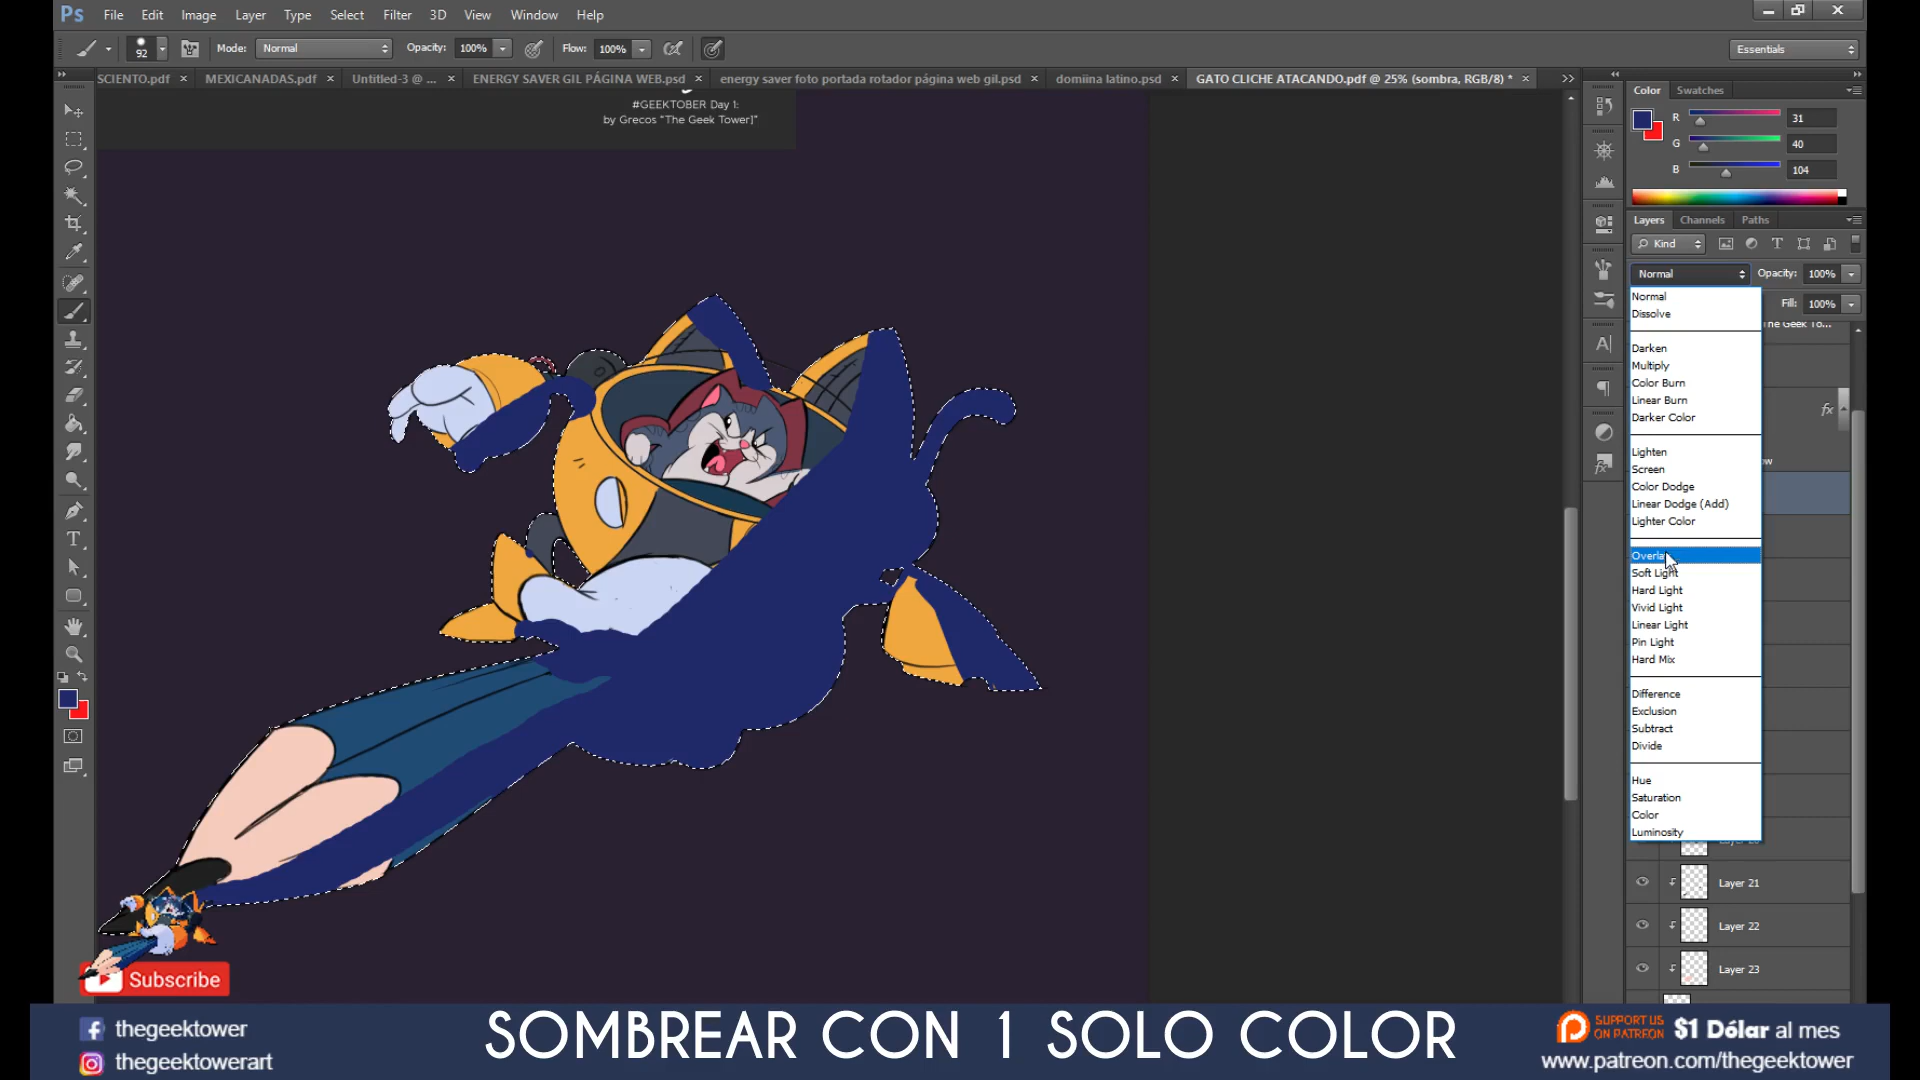 Ps File Edit Image Layer Type Select Filter 3D View Window Help
92 Mode: Normal Opacity: 100% Flow: 100% Essentials
SCIENTO.pdf × MEXICANADAS.pdf × Untitled-3 @ ... × ENERGY SAVER GIL PÁGINA WEB.psd × energy saver foto portada rotador página web gil.psd × domiina latino.psd × GATO CLICHE ATACANDO.pdf @ 25% (sombra, RGB/8) * ×
#GEEKTOBER Day 1:
by Grecos "The Geek Tower]"
Color Swatches
R 31
G 40
B 104
Layers Channels Paths
Kind
Normal Opacity: 100%
Fill: 100%
Normal
Dissolve
Darken
Multiply
Color Burn
Linear Burn
Darker Color
Lighten
Screen
Color Dodge
Linear Dodge (Add)
Lighter Color
Overlay
Soft Light
Hard Light
Vivid Light
Linear Light
Pin Light
Hard Mix
Difference
Exclusion
Subtract
Divide
Hue
Saturation
Color
Luminosity
The Geek To...
fx
Layer 21
Layer 22
Layer 23
Subscribe
thegeektower
thegeektowerart
SOMBREAR CON 1 SOLO COLOR
SUPPORT US
ON PATREON
$1 Dólar al mes
www.patreon.com/thegeektower